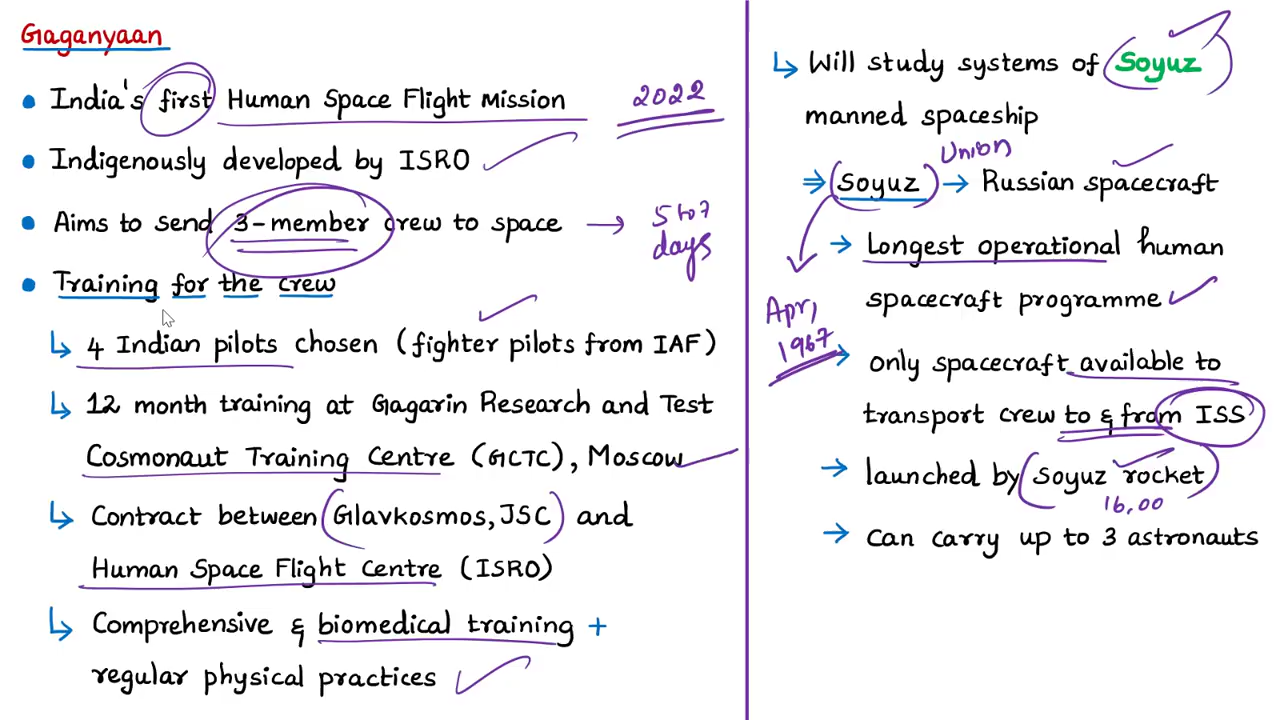 Gaganyaan
• India's first Human Space Flight Mission 2022
• Indigenously developed by ISRO
• Aims to send 3-member crew to space → 5 to 7 days
• Training for the crew
↳ 4 Indian pilots chosen (fighter pilots from IAF)
↳ 12 month training at Gagarin Research and Test
Cosmonaut Training Centre (GCTC), Moscow
↳ Contract between (Glavkosmos, JSC) and
Human Space Flight Centre (ISRO)
↳ Comprehensive & biomedical training +
regular physical practices
↳ Will study systems of Soyuz
manned spaceship
Union
⇒ (Soyuz) → Russian spacecraft
→ Longest operational human
spacecraft programme
Apr,
1967
→ only spacecraft available to
transport crew to & from ISS
→ launched by (Soyuz rocket)
16,00
→ can carry up to 3 astronauts